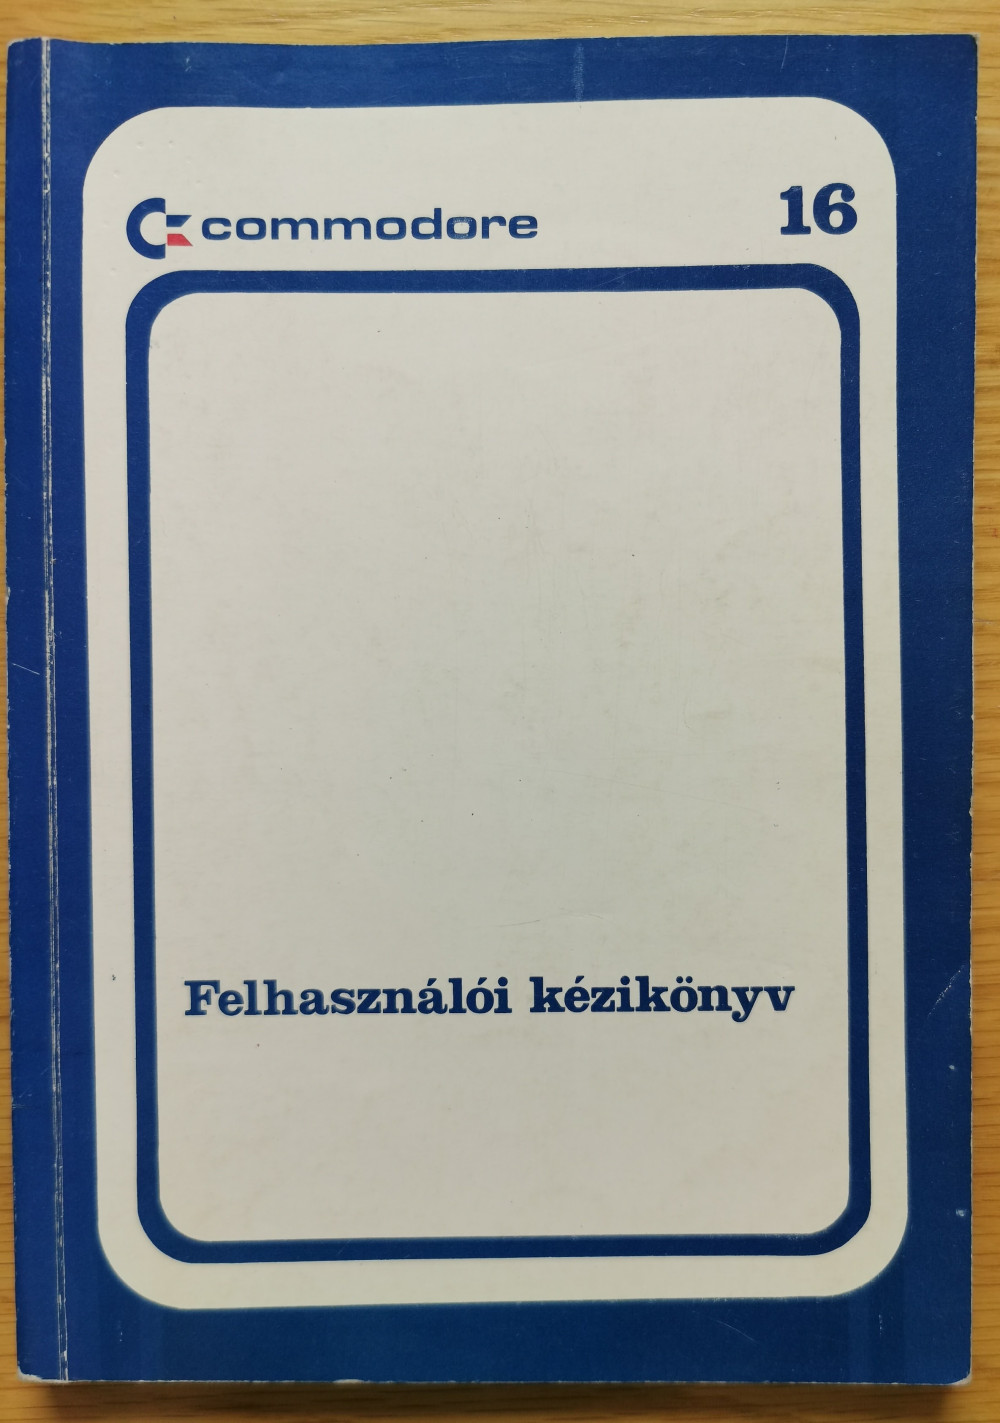 commodore 16
Felhasználói kézikönyv